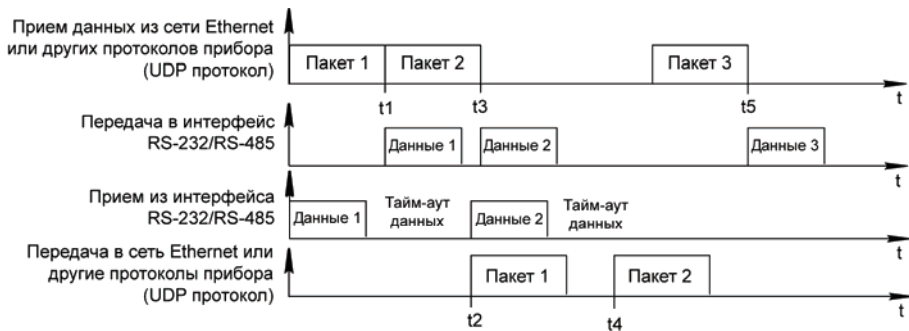 Прием данных из сети Ethernet
или других протоколов прибора
(UDP протокол)
Пакет 1
Пакет 2
Пакет 3
t1
t3
t5
t
Передача в интерфейс
RS-232/RS-485
Данные 1
Данные 2
Данные 3
t
Прием из интерфейса
RS-232/RS-485
Данные 1
Тайм-аут
данных
Данные 2
Тайм-аут
данных
t
Передача в сеть Ethernet или
другие протоколы прибора
(UDP протокол)
Пакет 1
Пакет 2
t2
t4
t